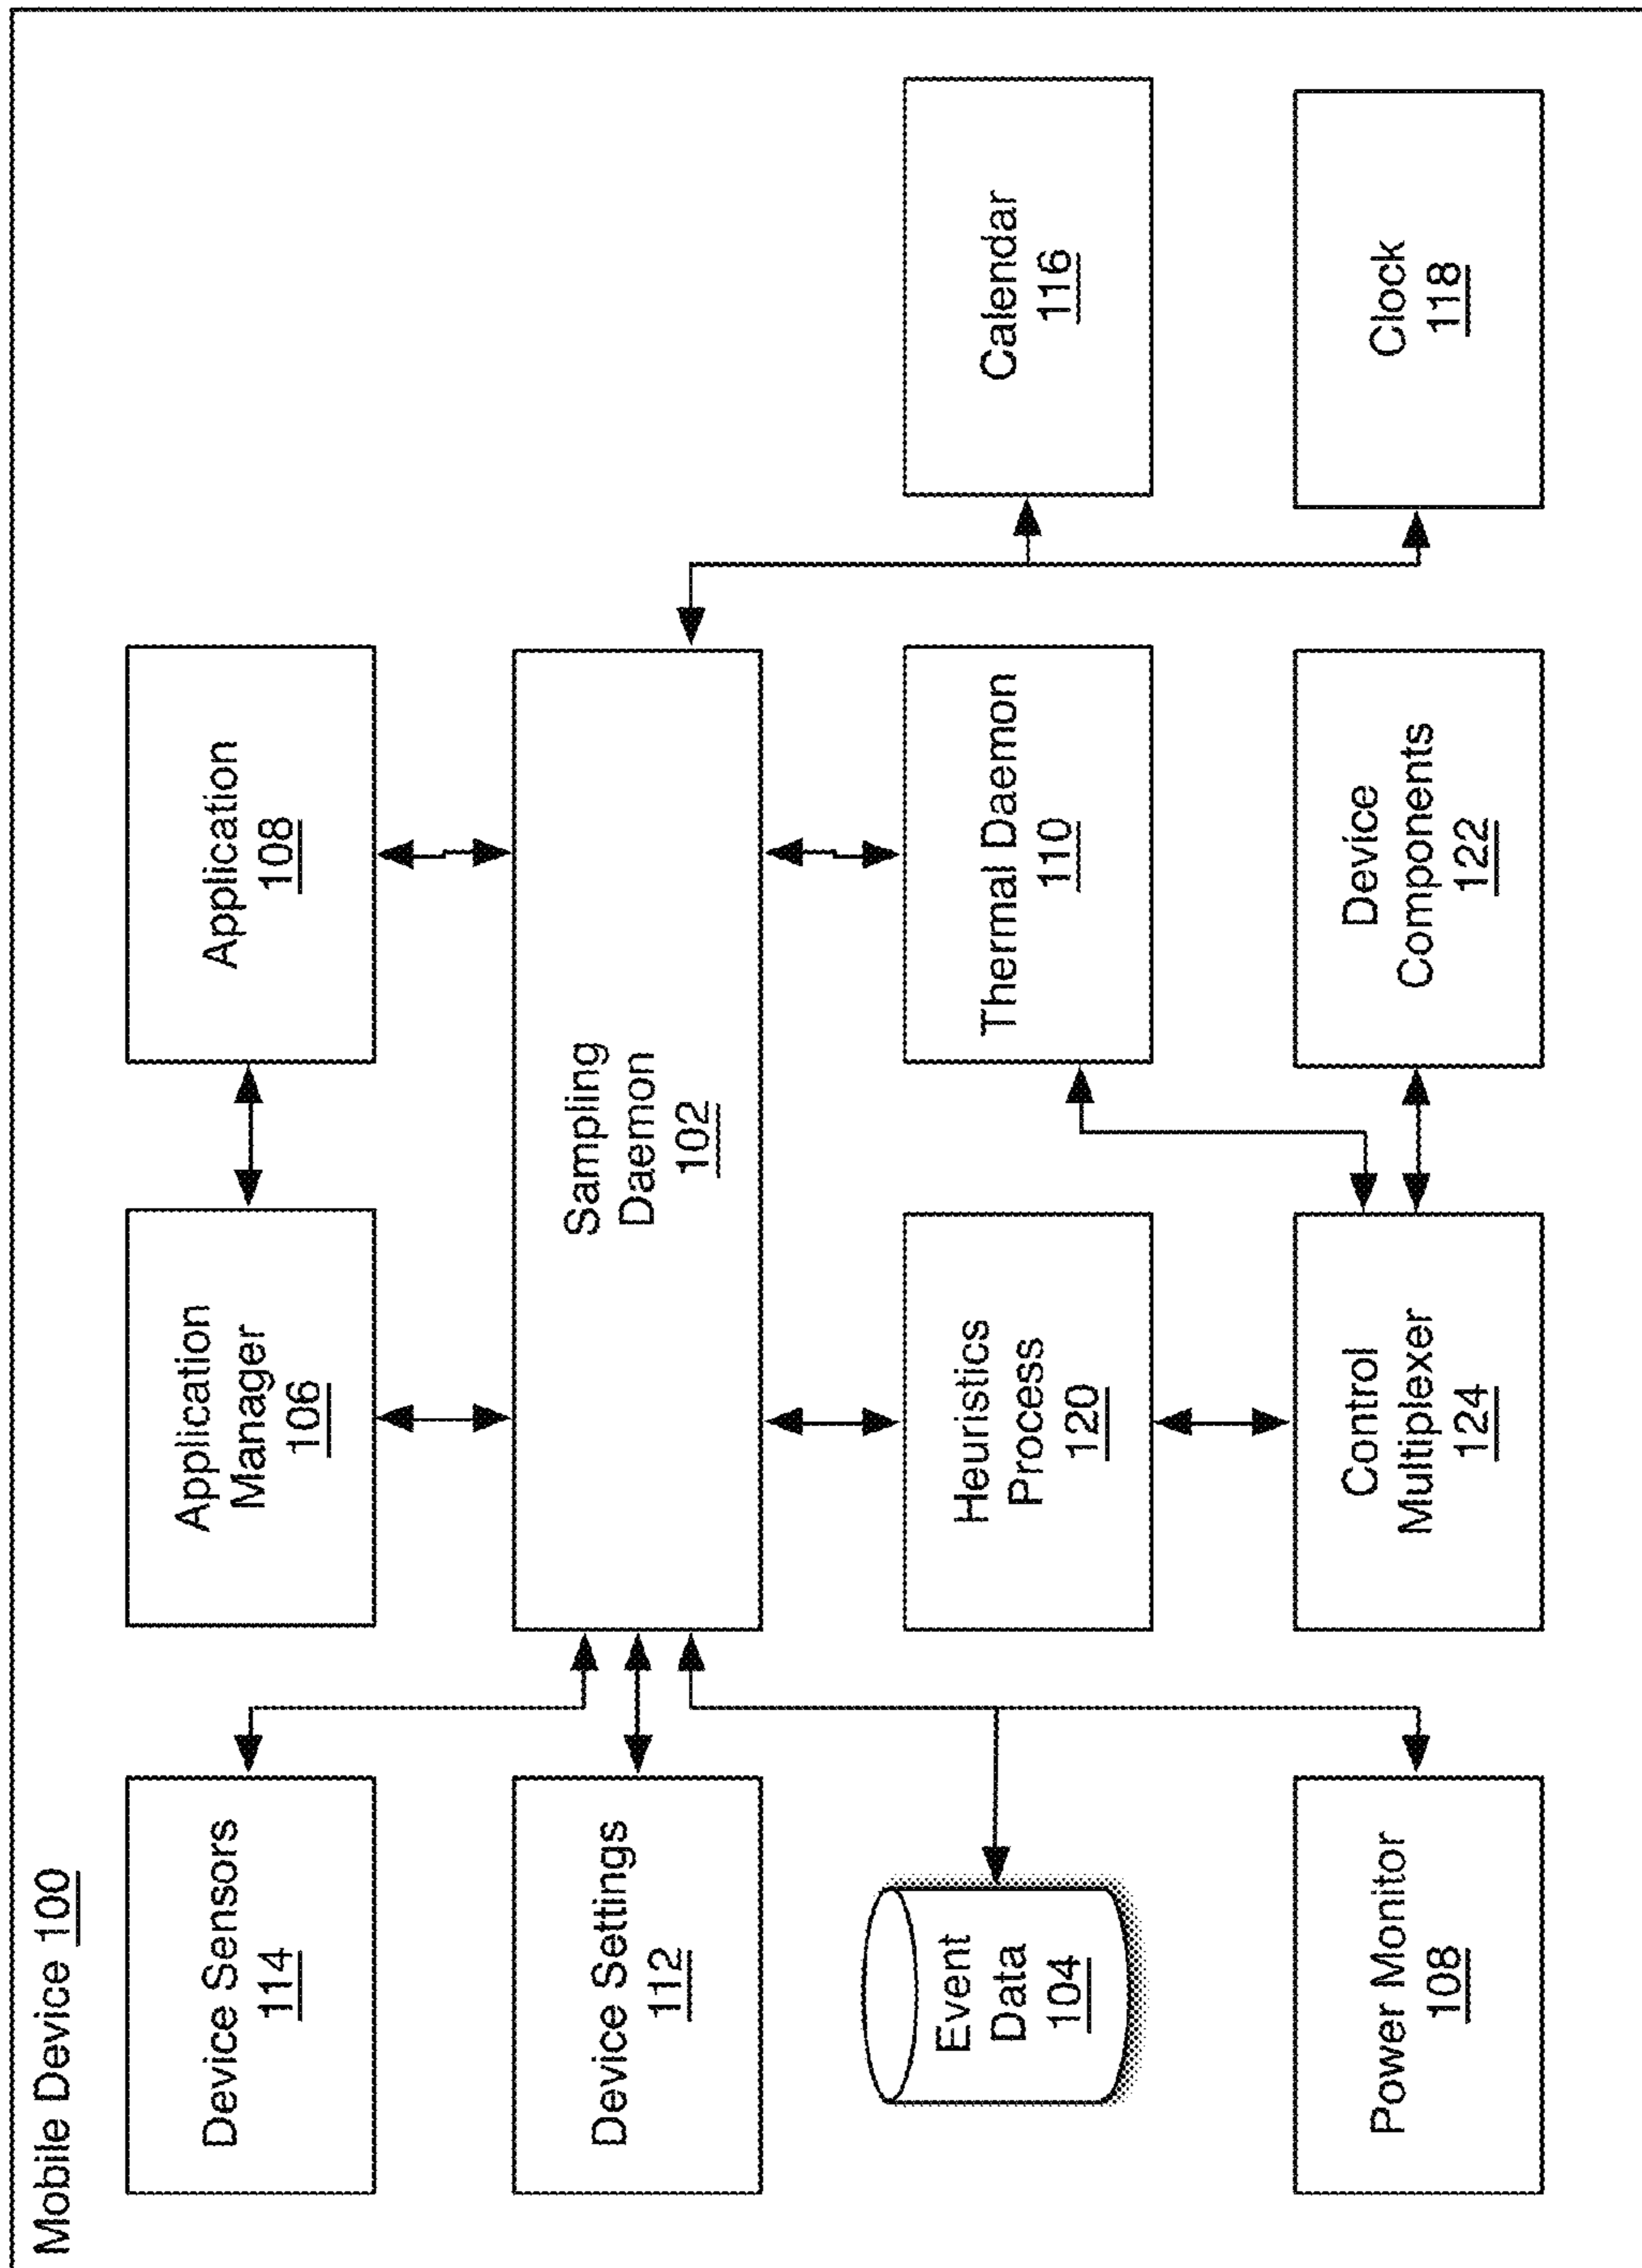 Mobile Device 100
Device Sensors
114
Application
Manager
106
Application
108
Device Settings
112
Sampling
Daemon
102
Event
Data
104
Heuristics
Process
120
Thermal Daemon
110
Calendar
116
Power Monitor
108
Control
Multiplexer
124
Device
Components
122
Clock
118